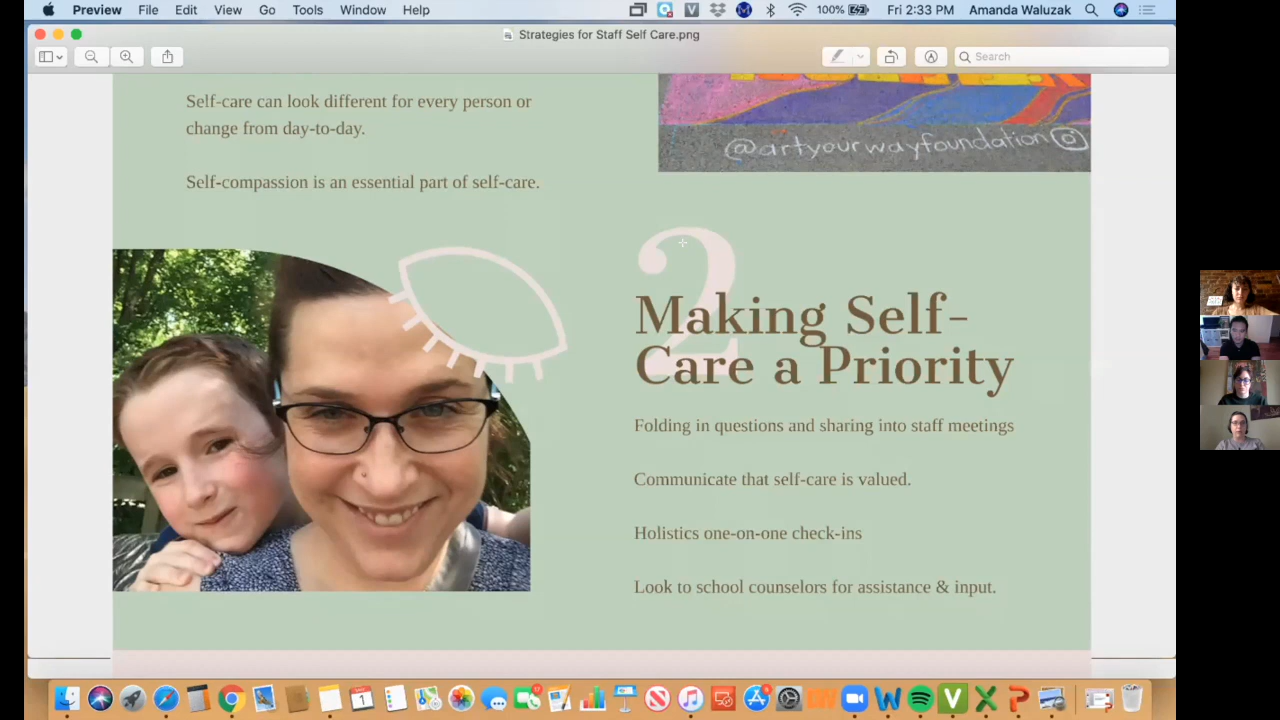 Preview File Edit View Go Tools Window Help 100% Fri 2:33 PM Amanda Waluzak
Strategies for Staff Self Care.png
Search
Self-care can look different for every person or
change from day-to-day.
Self-compassion is an essential part of self-care.
@artyourwayfoundation
2
Making Self-
Care a Priority
Folding in questions and sharing into staff meetings
Communicate that self-care is valued.
Holistics one-on-one check-ins
Look to school counselors for assistance & input.